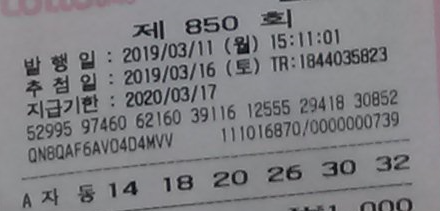 제 850 회
발 행 일 : 2019/03/11 (월) 15:11:01
추 첨 일 : 2019/03/16 (토) TR:1844035823
지급기한 : 2020/03/17
52995 97460 62160 39116 12555 29418 30852
QN8QAF6AVO4D4MVV 111016870/0000000739
A 자 동 14 18 20 26 30 32
000